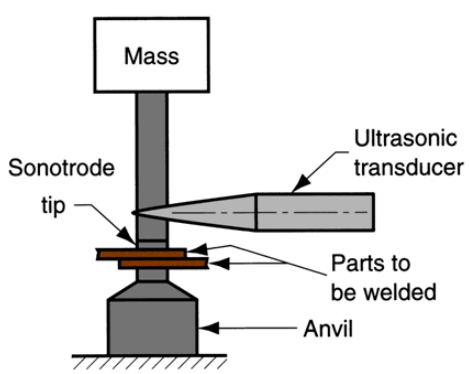 Mass
Ultrasonic
transducer
Sonotrode
tip
Parts to
be welded
Anvil